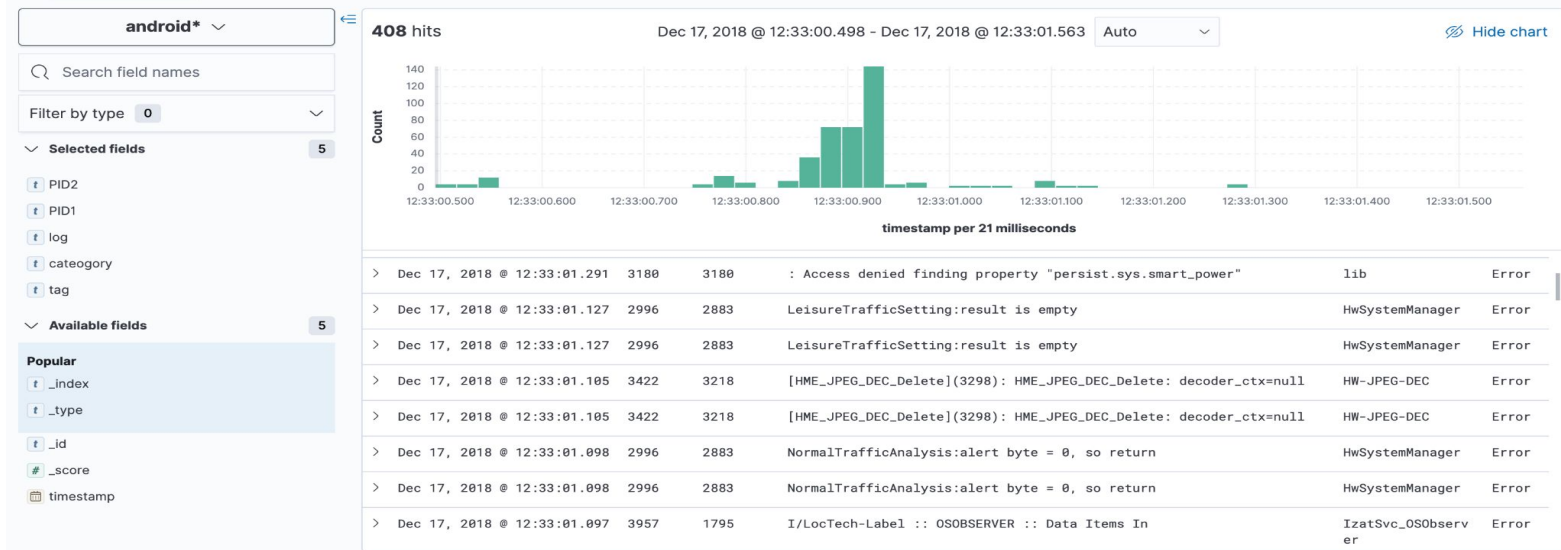 android*
Search field names
Filter by type 0
Selected fields 5
t PID2
t PID1
t log
t cateogory
t tag
Available fields 5
Popular
t _index
t _type
t _id
# _score
timestamp
408 hits
Dec 17, 2018 @ 12:33:00.498 - Dec 17, 2018 @ 12:33:01.563 Auto
Hide chart
Count
140
120
100
80
60
40
20
0
12:33:00.500 12:33:00.600 12:33:00.700 12:33:00.800 12:33:00.900 12:33:01.000 12:33:01.100 12:33:01.200 12:33:01.300 12:33:01.400 12:33:01.500
timestamp per 21 milliseconds
> Dec 17, 2018 @ 12:33:01.291 3180 3180 : Access denied finding property "persist.sys.smart_power" lib Error
> Dec 17, 2018 @ 12:33:01.127 2996 2883 LeisureTrafficSetting:result is empty HwSystemManager Error
> Dec 17, 2018 @ 12:33:01.127 2996 2883 LeisureTrafficSetting:result is empty HwSystemManager Error
> Dec 17, 2018 @ 12:33:01.105 3422 3218 [HME_JPEG_DEC_Delete](3298): HME_JPEG_DEC_Delete: decoder_ctx=null HW-JPEG-DEC Error
> Dec 17, 2018 @ 12:33:01.105 3422 3218 [HME_JPEG_DEC_Delete](3298): HME_JPEG_DEC_Delete: decoder_ctx=null HW-JPEG-DEC Error
> Dec 17, 2018 @ 12:33:01.098 2996 2883 NormalTrafficAnalysis:alert byte = 0, so return HwSystemManager Error
> Dec 17, 2018 @ 12:33:01.098 2996 2883 NormalTrafficAnalysis:alert byte = 0, so return HwSystemManager Error
> Dec 17, 2018 @ 12:33:01.097 3957 1795 I/LocTech-Label :: OSOBSERVER :: Data Items In IzatSvc_OSObserv Error
er